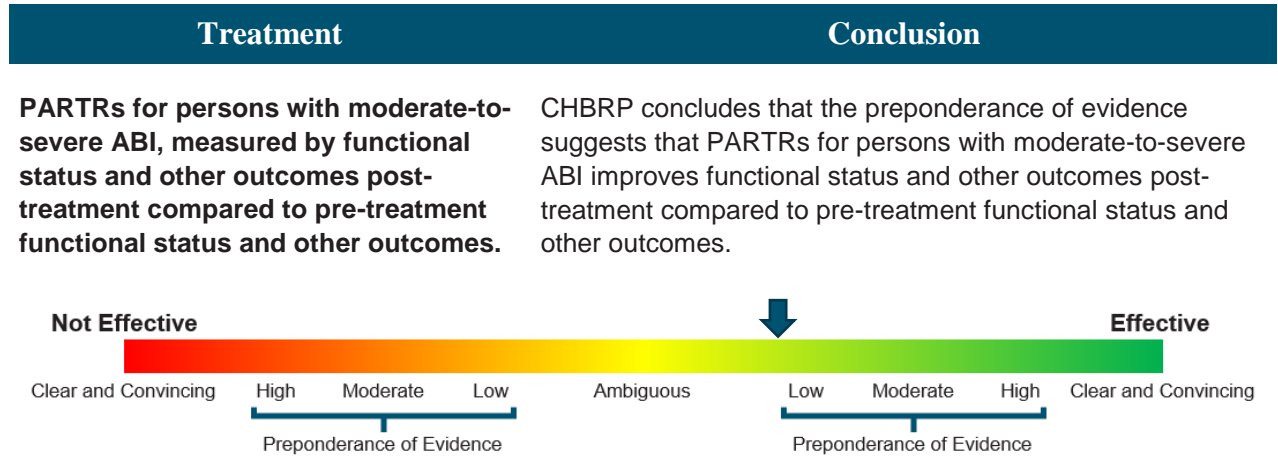 Treatment
Conclusion
PARTRs for persons with moderate-to-
severe ABI, measured by functional
status and other outcomes post-
treatment compared to pre-treatment
functional status and other outcomes.
CHBRP concludes that the preponderance of evidence
suggests that PARTRs for persons with moderate-to-severe
ABI improves functional status and other outcomes post-
treatment compared to pre-treatment functional status and
other outcomes.
Not Effective
Effective
Clear and Convincing
High
Moderate
Low
Ambiguous
Low
Moderate
High
Clear and Convincing
Preponderance of Evidence
Preponderance of Evidence